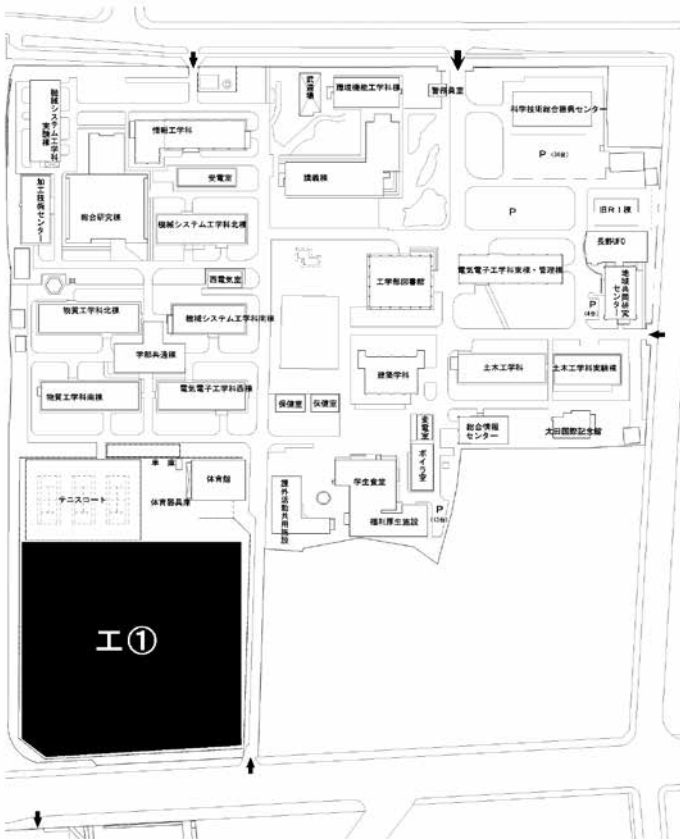 機械システム工学科
実験棟
情報工学科
武道場
環境機能工学科棟
警務員室
科学技術総合振興センター
P (36台)
受電室
講義棟
加工技術センター
総合研究棟
機械システム工学科北棟
P
旧RI棟
長野UFO
西電気室
工学部図書館
電気電子工学科東棟・管理棟
地域共同研究
センター
P
物質工学科北棟
機械システム工学科南棟
学部共通棟
建築学科
土木工学科
土木工学科実験棟
物質工学科南棟
電気電子工学科西棟
保健室
保健室
変電室
総合情報
センター
太田国際記念館
車庫
ボイラ室
テニスコート
体育館
体育器具庫
課外活動共用施設
学生食堂
福利厚生施設
P
エ①